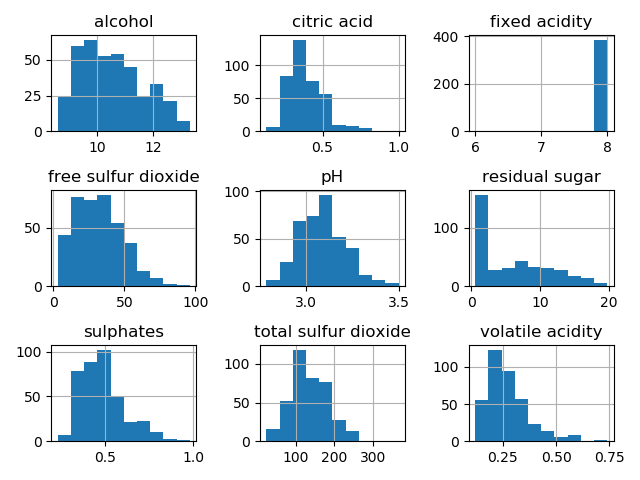 alcohol
50
25
0
10 12
citric acid
100
50
0
0.5 1.0
fixed acidity
400
200
0
6 7 8
free sulfur dioxide
50
0
0 50 100
pH
100
50
0
3.0 3.5
residual sugar
100
0
0 10 20
sulphates
100
50
0
0.5 1.0
total sulfur dioxide
100
50
0
100 200 300
volatile acidity
100
50
0
0.25 0.50 0.75